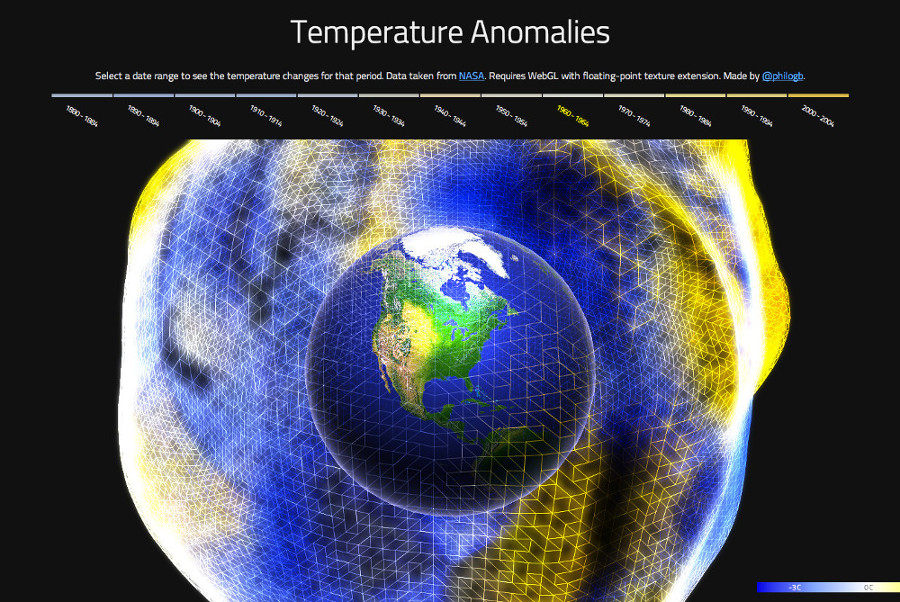 Temperature Anomalies
Select a date range to see the temperature changes for that period. Data taken from NASA. Requires WebGL with floating-point texture extension. Made by @philogb.
1880 - 1884
1890 - 1894
1900 - 1904
1910 - 1914
1920 - 1924
1930 - 1934
1940 - 1944
1950 - 1954
1960 - 1964
1970 - 1974
1980 - 1984
1990 - 1994
2000 - 2004
-3C 0C